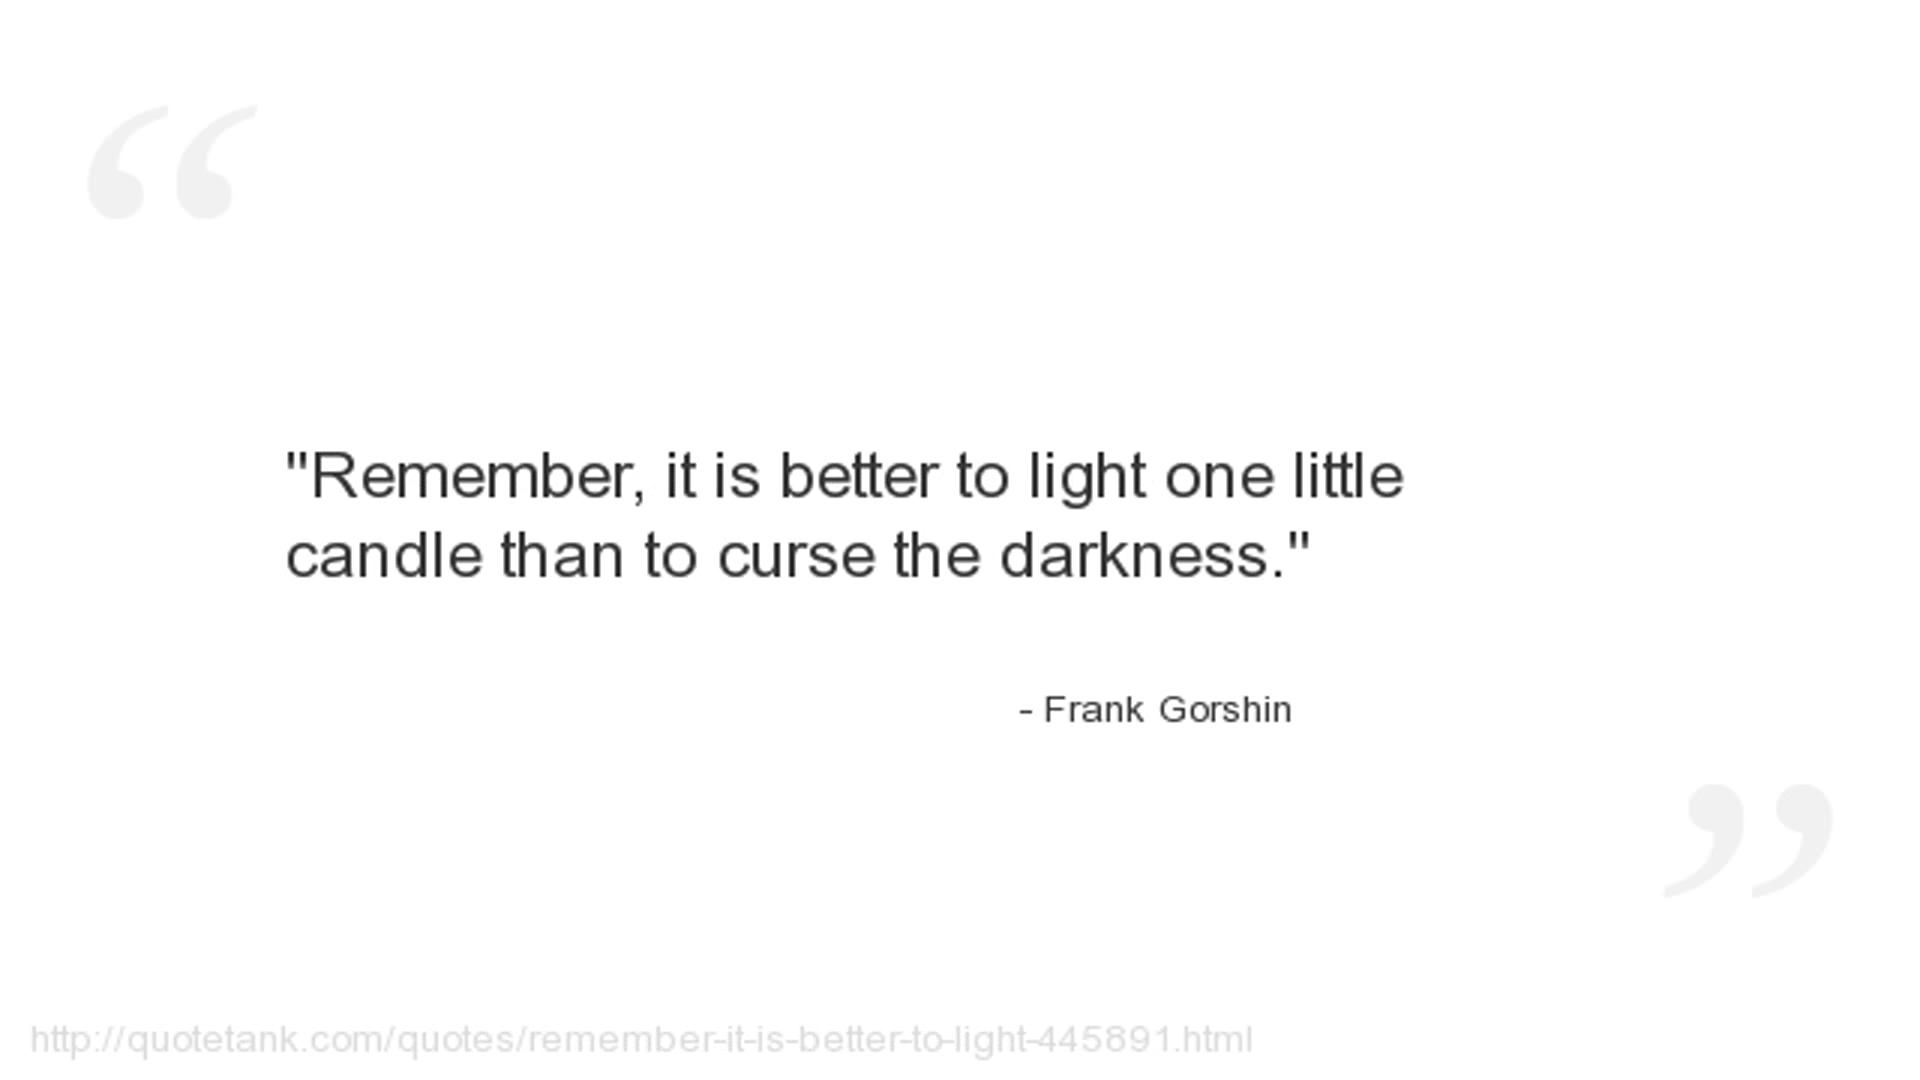 "Remember, it is better to light one little
candle than to curse the darkness."
- Frank Gorshin
http://quotetank.com/quotes/remember-it-is-better-to-light-445891.html